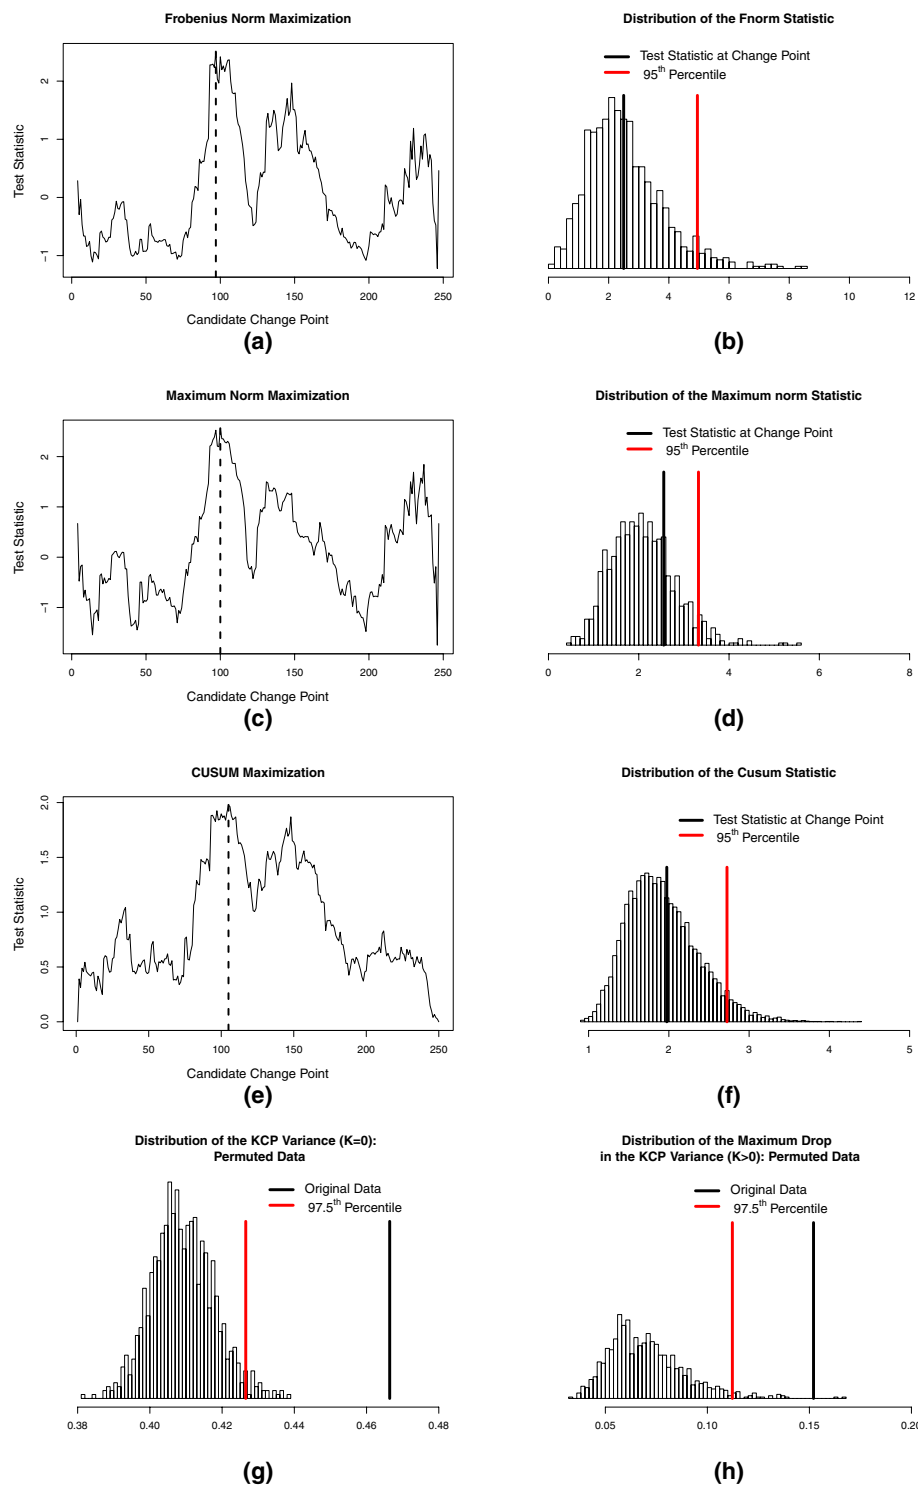 Frobenius Norm Maximization
Test Statistic
2
1
0
−1
0 50 100 150 200 250
Candidate Change Point
(a)
Distribution of the Fnorm Statistic
Test Statistic at Change Point
95th Percentile
0 2 4 6 8 10 12
(b)
Maximum Norm Maximization
Test Statistic
2
1
0
−1
0 50 100 150 200 250
Candidate Change Point
(c)
Distribution of the Maximum norm Statistic
Test Statistic at Change Point
95th Percentile
0 2 4 6 8
(d)
CUSUM Maximization
Test Statistic
2.0
1.5
1.0
0.5
0.0
0 50 100 150 200 250
Candidate Change Point
(e)
Distribution of the Cusum Statistic
Test Statistic at Change Point
95th Percentile
1 2 3 4 5
(f)
Distribution of the KCP Variance (K=0):
Permuted Data
Original Data
97.5th Percentile
0.38 0.40 0.42 0.44 0.46 0.48
(g)
Distribution of the Maximum Drop
in the KCP Variance (K>0): Permuted Data
Original Data
97.5th Percentile
0.05 0.10 0.15 0.20
(h)